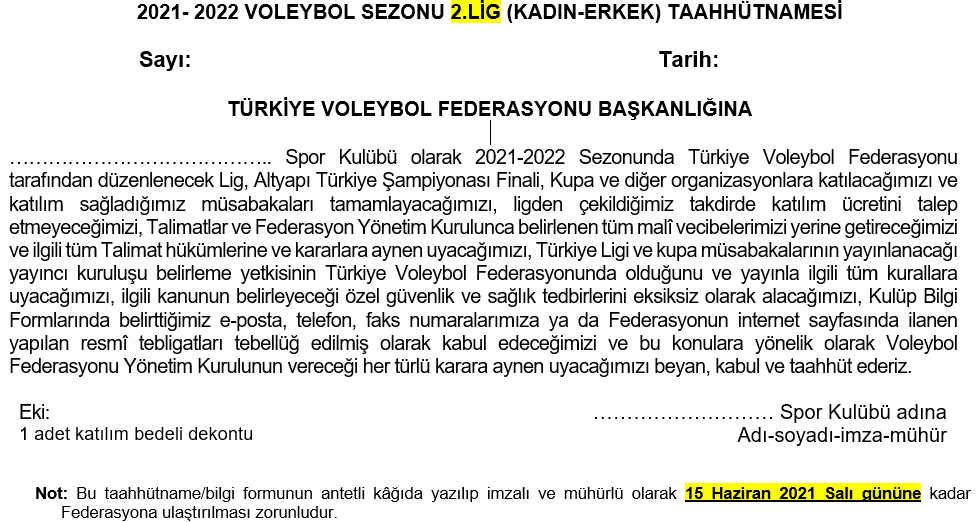 2021- 2022 VOLEYBOL SEZONU 2.LİG (KADIN-ERKEK) TAAHHÜTNAMESİ
Sayı: Tarih:
TÜRKİYE VOLEYBOL FEDERASYONU BAŞKANLIĞINA
………………………………….. Spor Kulübü olarak 2021-2022 Sezonunda Türkiye Voleybol Federasyonu
tarafından düzenlenecek Lig, Altyapı Türkiye Şampiyonası Finali, Kupa ve diğer organizasyonlara katılacağımızı ve
katılım sağladığımız müsabakaları tamamlayacağımızı, ligden çekildiğimiz takdirde katılım ücretini talep
etmeyeceğimizi, Talimatlar ve Federasyon Yönetim Kurulunca belirlenen tüm malî vecibelerimizi yerine getireceğimizi
ve ilgili tüm Talimat hükümlerine ve kararlara aynen uyacağımızı, Türkiye Ligi ve kupa müsabakalarının yayınlanacağı
yayıncı kuruluşu belirleme yetkisinin Türkiye Voleybol Federasyonunda olduğunu ve yayınla ilgili tüm kurallara
uyacağımızı, ilgili kanunun belirleyeceği özel güvenlik ve sağlık tedbirlerini eksiksiz olarak alacağımızı, Kulüp Bilgi
Formlarında belirttiğimiz e-posta, telefon, faks numaralarımıza ya da Federasyonun internet sayfasında ilanen
yapılan resmî tebligatları tebellüğ edilmiş olarak kabul edeceğimizi ve bu konulara yönelik olarak Voleybol
Federasyonu Yönetim Kurulunun vereceği her türlü karara aynen uyacağımızı beyan, kabul ve taahhüt ederiz.
Eki: ……………………… Spor Kulübü adına
1 adet katılım bedeli dekontu Adı-soyadı-imza-mühür
Not: Bu taahhütname/bilgi formunun antetli kâğıda yazılıp imzalı ve mühürlü olarak 15 Haziran 2021 Salı gününe kadar
Federasyona ulaştırılması zorunludur.